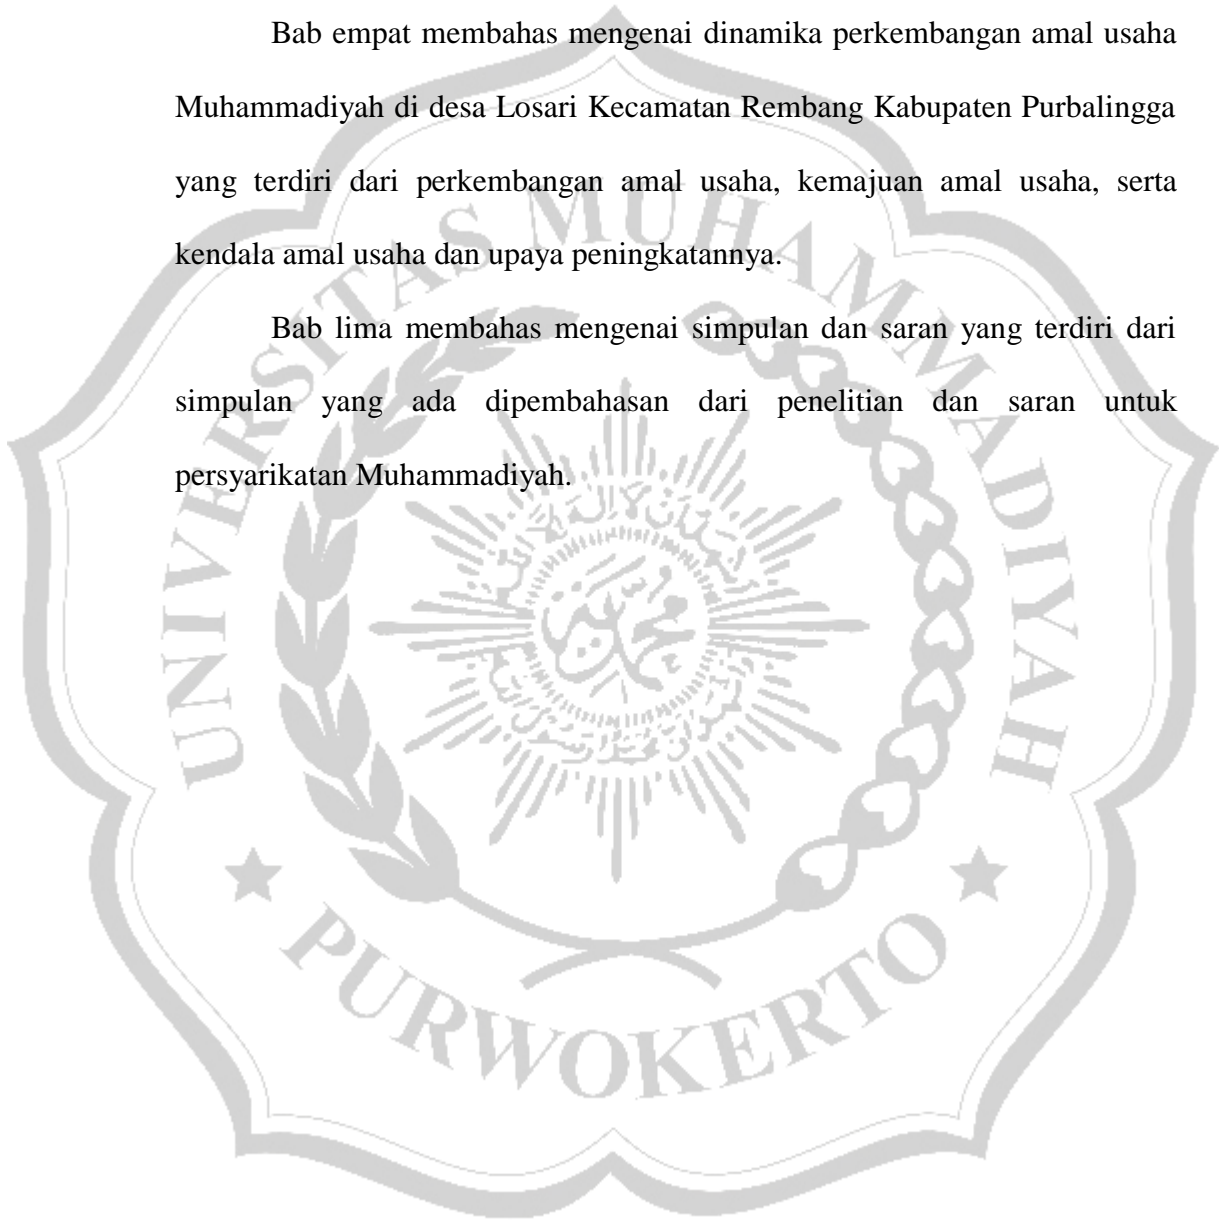 Bab empat membahas mengenai dinamika perkembangan amal usaha
Muhammadiyah di desa Losari Kecamatan Rembang Kabupaten Purbalingga
yang terdiri dari perkembangan amal usaha, kemajuan amal usaha, serta
kendala amal usaha dan upaya peningkatannya.
Bab lima membahas mengenai simpulan dan saran yang terdiri dari
simpulan yang ada dipembahasan dari penelitian dan saran untuk
persyarikatan Muhammadiyah.
UNIVERSITAS MUHAMMADIYAH
محمدية
PURWOKERTO